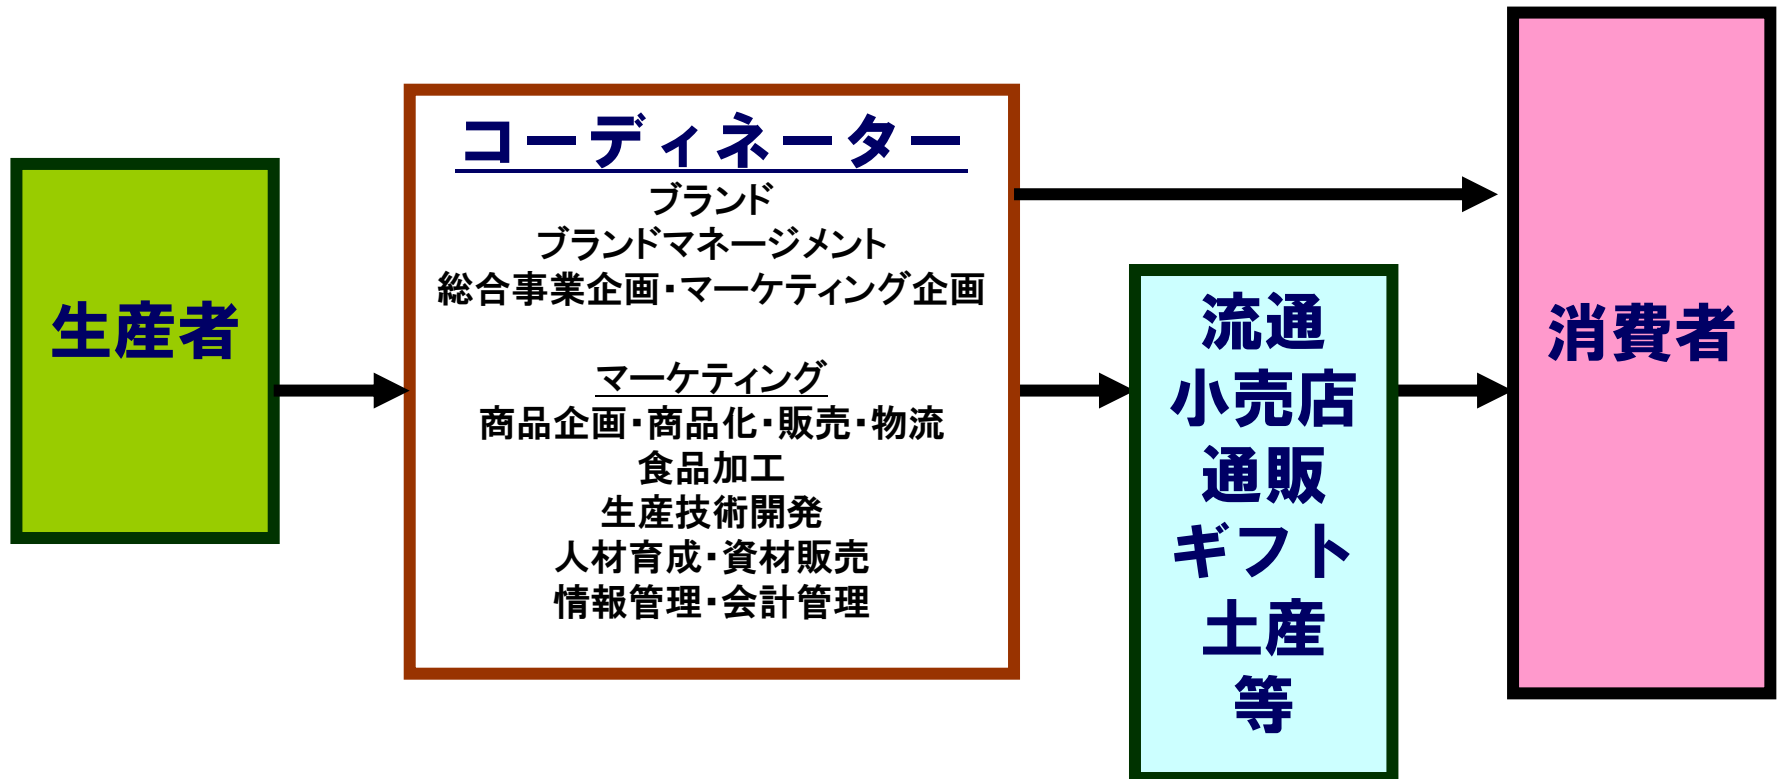 生産者
コーディネーター
ブランド
ブランドマネージメント
総合事業企画・マーケティング企画
マーケティング
商品企画・商品化・販売・物流
食品加工
生産技術開発
人材育成・資材販売
情報管理・会計管理
流通
小売店
通販
ギフト
土産
等
消費者